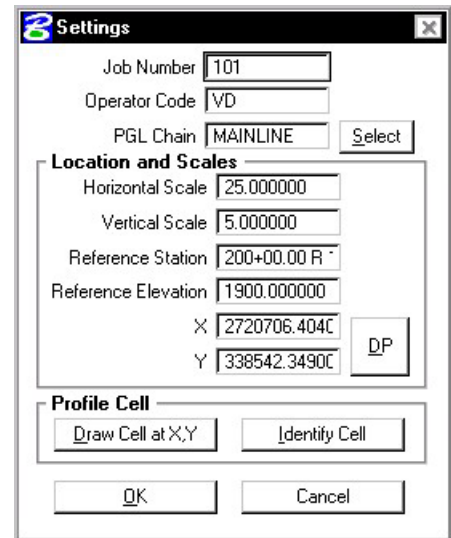 Settings
Job Number 101
Operator Code VD
PGL Chain MAINLINE Select
Location and Scales
Horizontal Scale 25.000000
Vertical Scale 5.000000
Reference Station 200+00.00 R
Reference Elevation 1900.000000
X 2720706.404
Y 338542.3490
DP
Profile Cell
Draw Cell at X,Y Identify Cell
OK Cancel